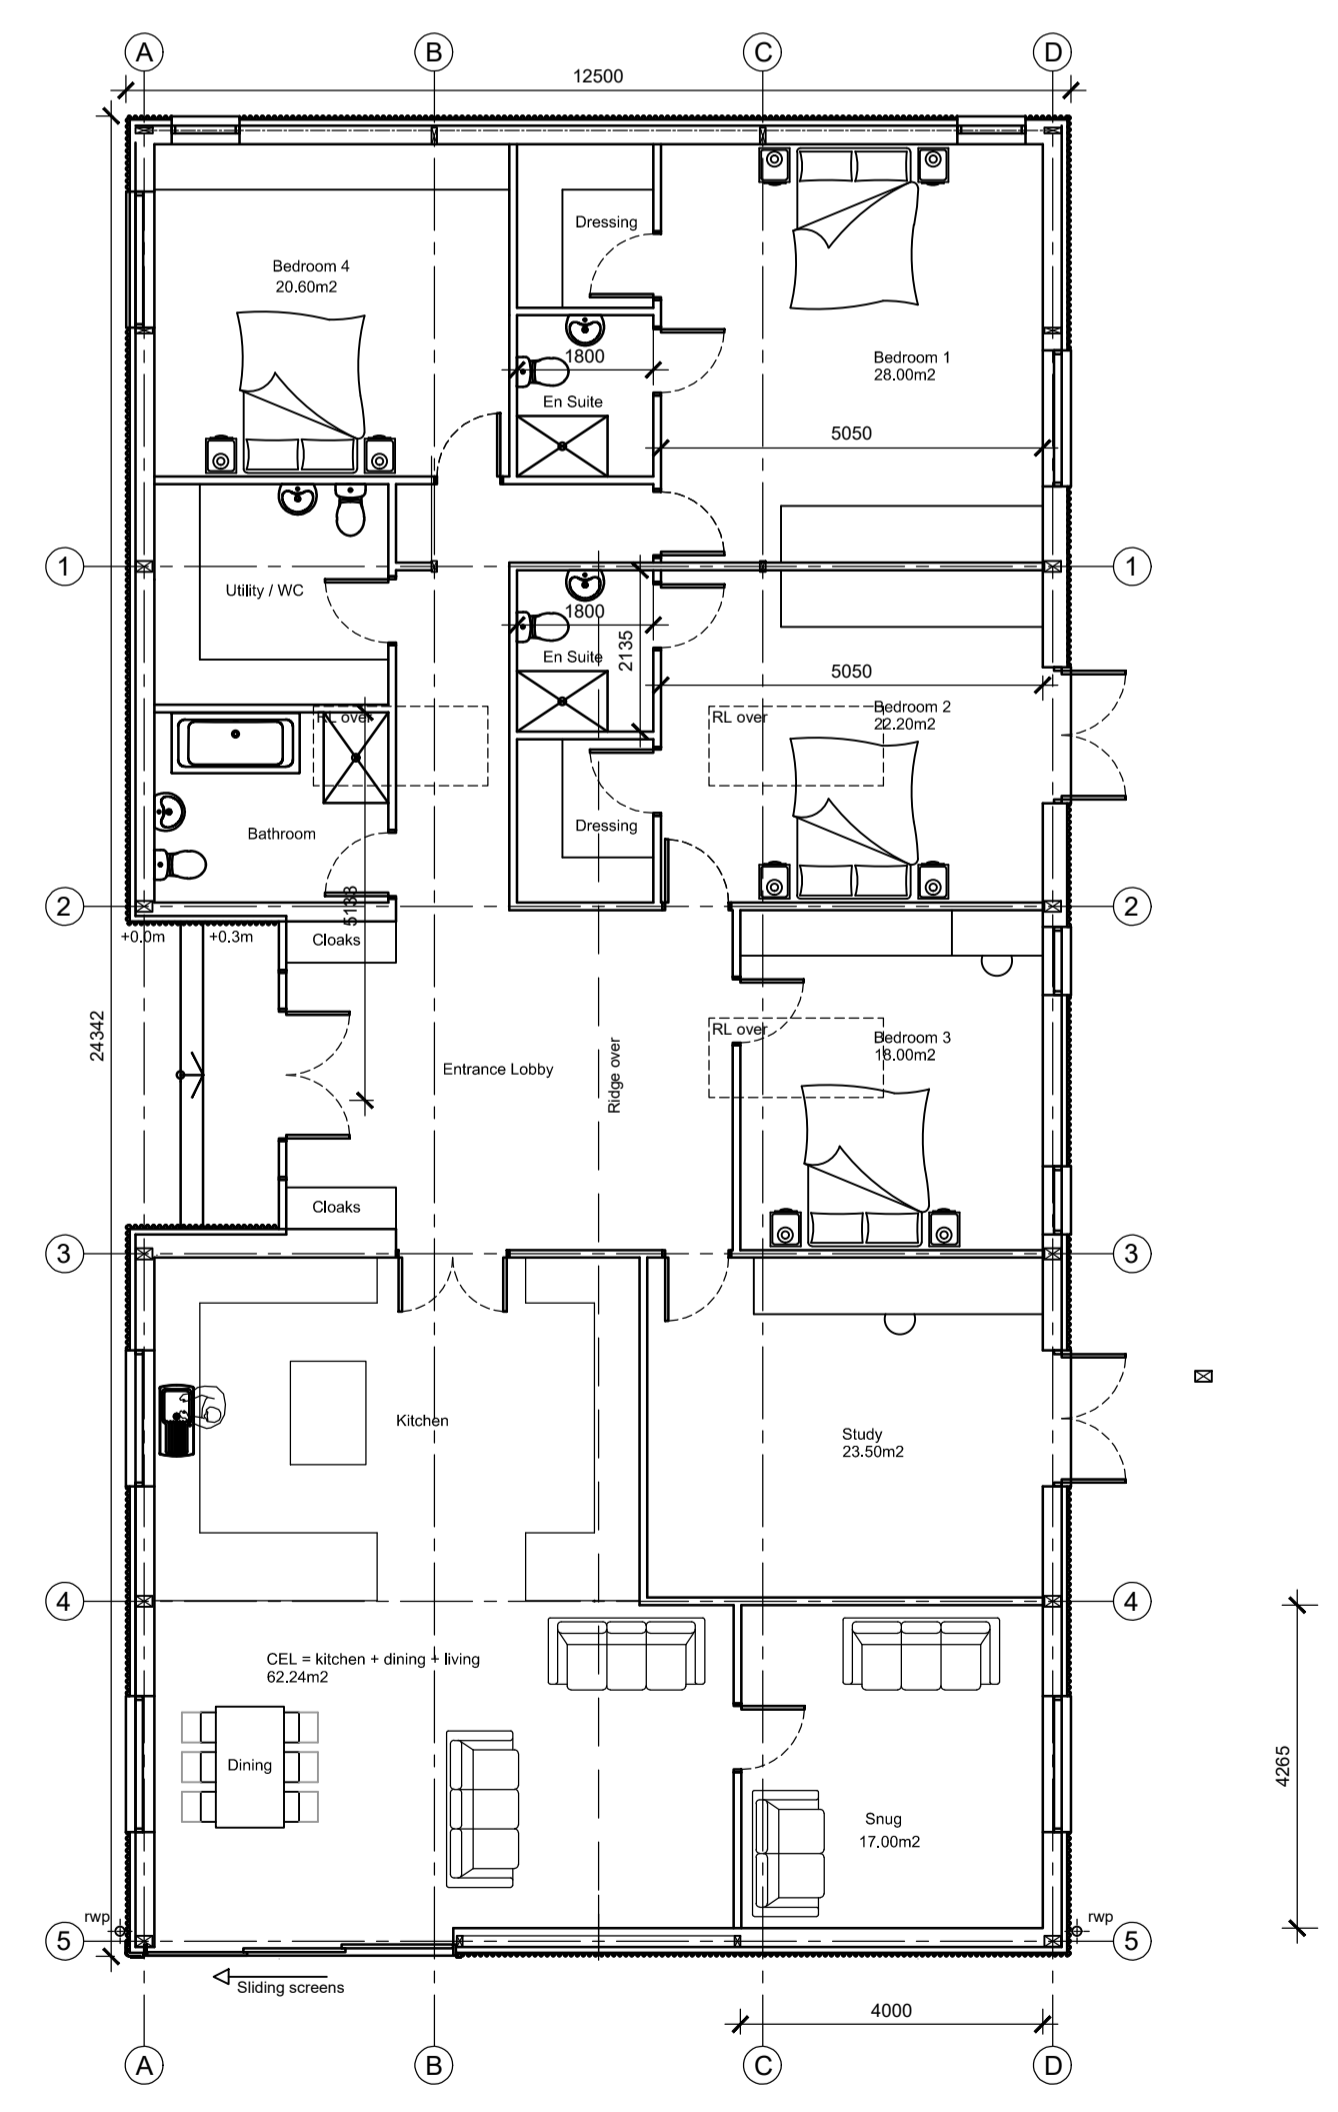 A
B
C
D
12500
Dressing
Bedroom 4
20.60m2
1800
Bedroom 1
28.00m2
En Suite
5050
1
1
Utility / WC
1800
2135
En Suite
5050
RL over
RL over
Bedroom 2
22.20m2
Dressing
Bathroom
5133
2
2
+0.0m
+0.3m
Cloaks
24342
RL over
Bedroom 3
18.00m2
Entrance Lobby
Ridge over
Cloaks
3
3
Kitchen
Study
23.50m2
4
4
CEL = kitchen + dining + living
62.24m2
Dining
4265
Snug
17.00m2
rwp
rwp
5
5
Sliding screens
4000
A
B
C
D